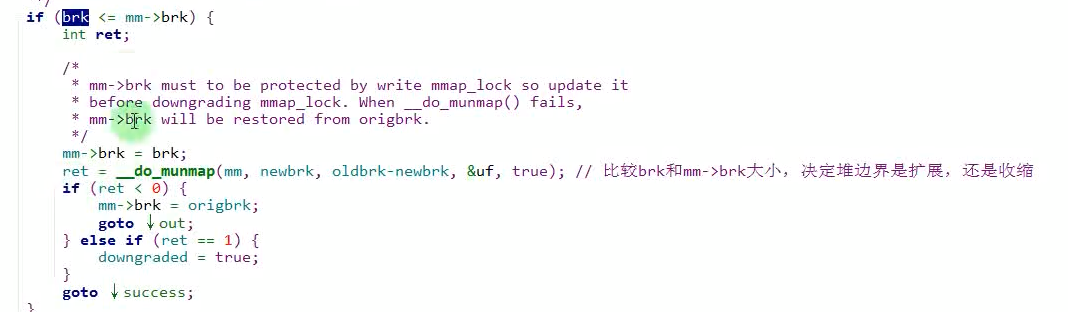 */
if (brk <= mm->brk) {
int ret;
/*
* mm->brk must to be protected by write mmap_lock so update it
* before downgrading mmap_lock. When __do_munmap() fails,
* mm->brk will be restored from origbrk.
*/
mm->brk = brk;
ret = __do_munmap(mm, newbrk, oldbrk-newbrk, &uf, true); // 比较brk和mm->brk大小，决定堆边界是扩展，还是收缩
if (ret < 0) {
mm->brk = origbrk;
goto ↓out;
} else if (ret == 1) {
downgraded = true;
}
goto ↓success;
}